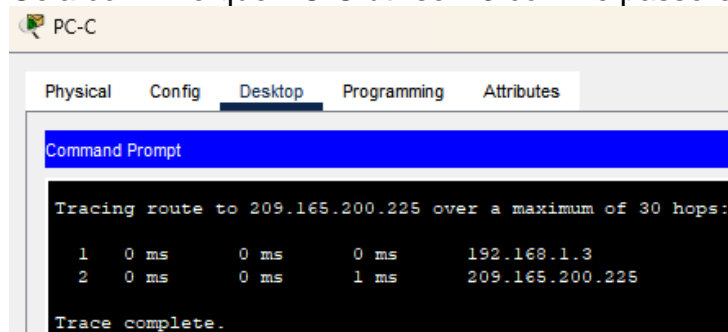 PC-C
Physical Config Desktop Programming Attributes
Command Prompt
Tracing route to 209.165.200.225 over a maximum of 30 hops:
1 0 ms 0 ms 0 ms 192.168.1.3
2 0 ms 0 ms 1 ms 209.165.200.225
Trace complete.